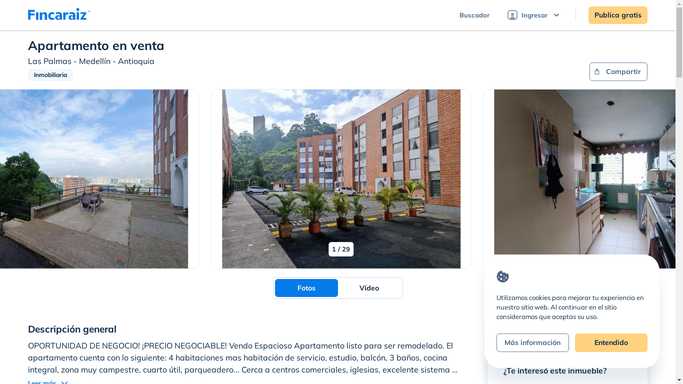 Fincaraiz
Buscador
Ingresar
Publica gratis
Apartamento en venta
Las Palmas - Medellín - Antioquia
Inmobiliaria
Compartir
1 / 29
Fotos
Video
Descripción general
OPORTUNIDAD DE NEGOCIO! ¡PRECIO NEGOCIABLE! Vendo Espacioso Apartamento listo para ser remodelado. El
apartamento cuenta con lo siguiente: 4 habitaciones mas habitación de servicio, estudio, balcón, 3 baños, cocina
integral, zona muy campestre, cuarto útil, parqueadero... Cerca a centros comerciales, iglesias, excelente sistema ...
Leer más
Utilizamos cookies para mejorar tu experiencia en
nuestro sitio web. Al continuar en el sitio
consideramos que aceptas su uso.
Más información
Entendido
¿Te interesó este inmueble?